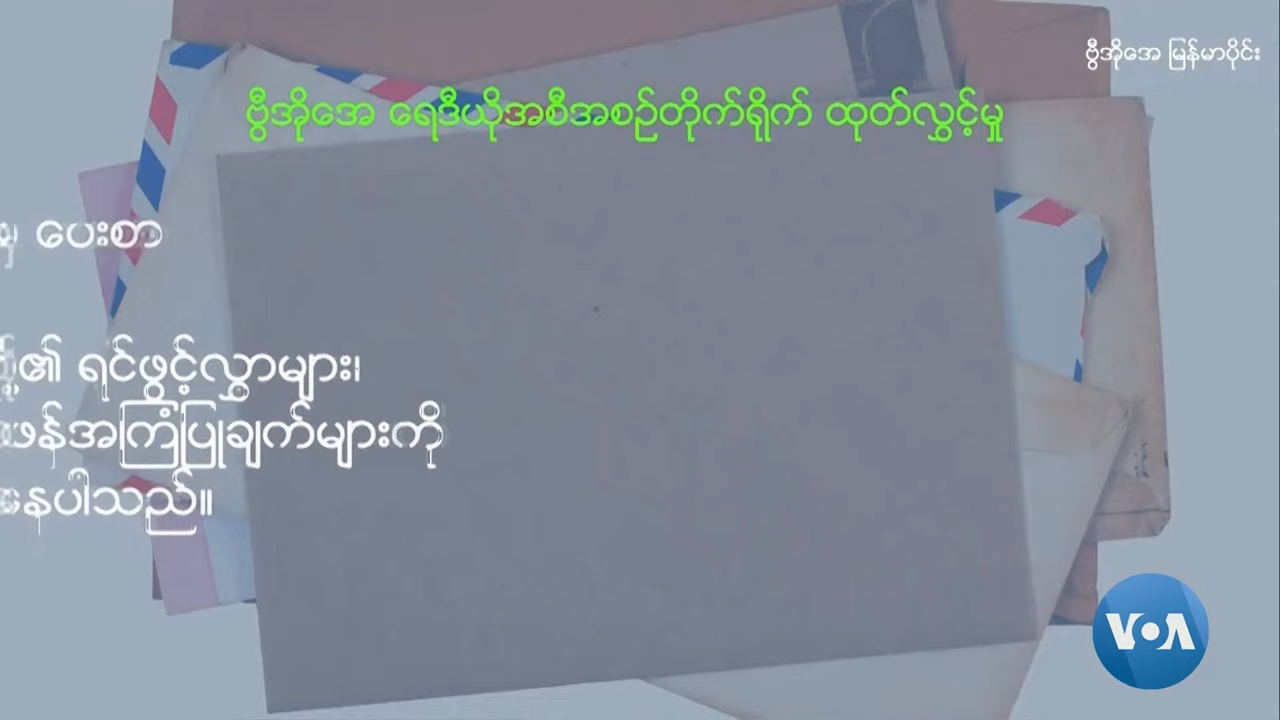 ဗွီအိုအေ မြန်မာပိုင်း
ဗွီအိုအေ ရေဒီယိုအစီအစဉ်တိုက်ရိုက် ထုတ်လွှင့်မှု
ပေးစာ
ရင်ဖွင့်လွှာများ၊
ဖန်အကြံပြုချက်များကို
နေပါသည်။
VOA